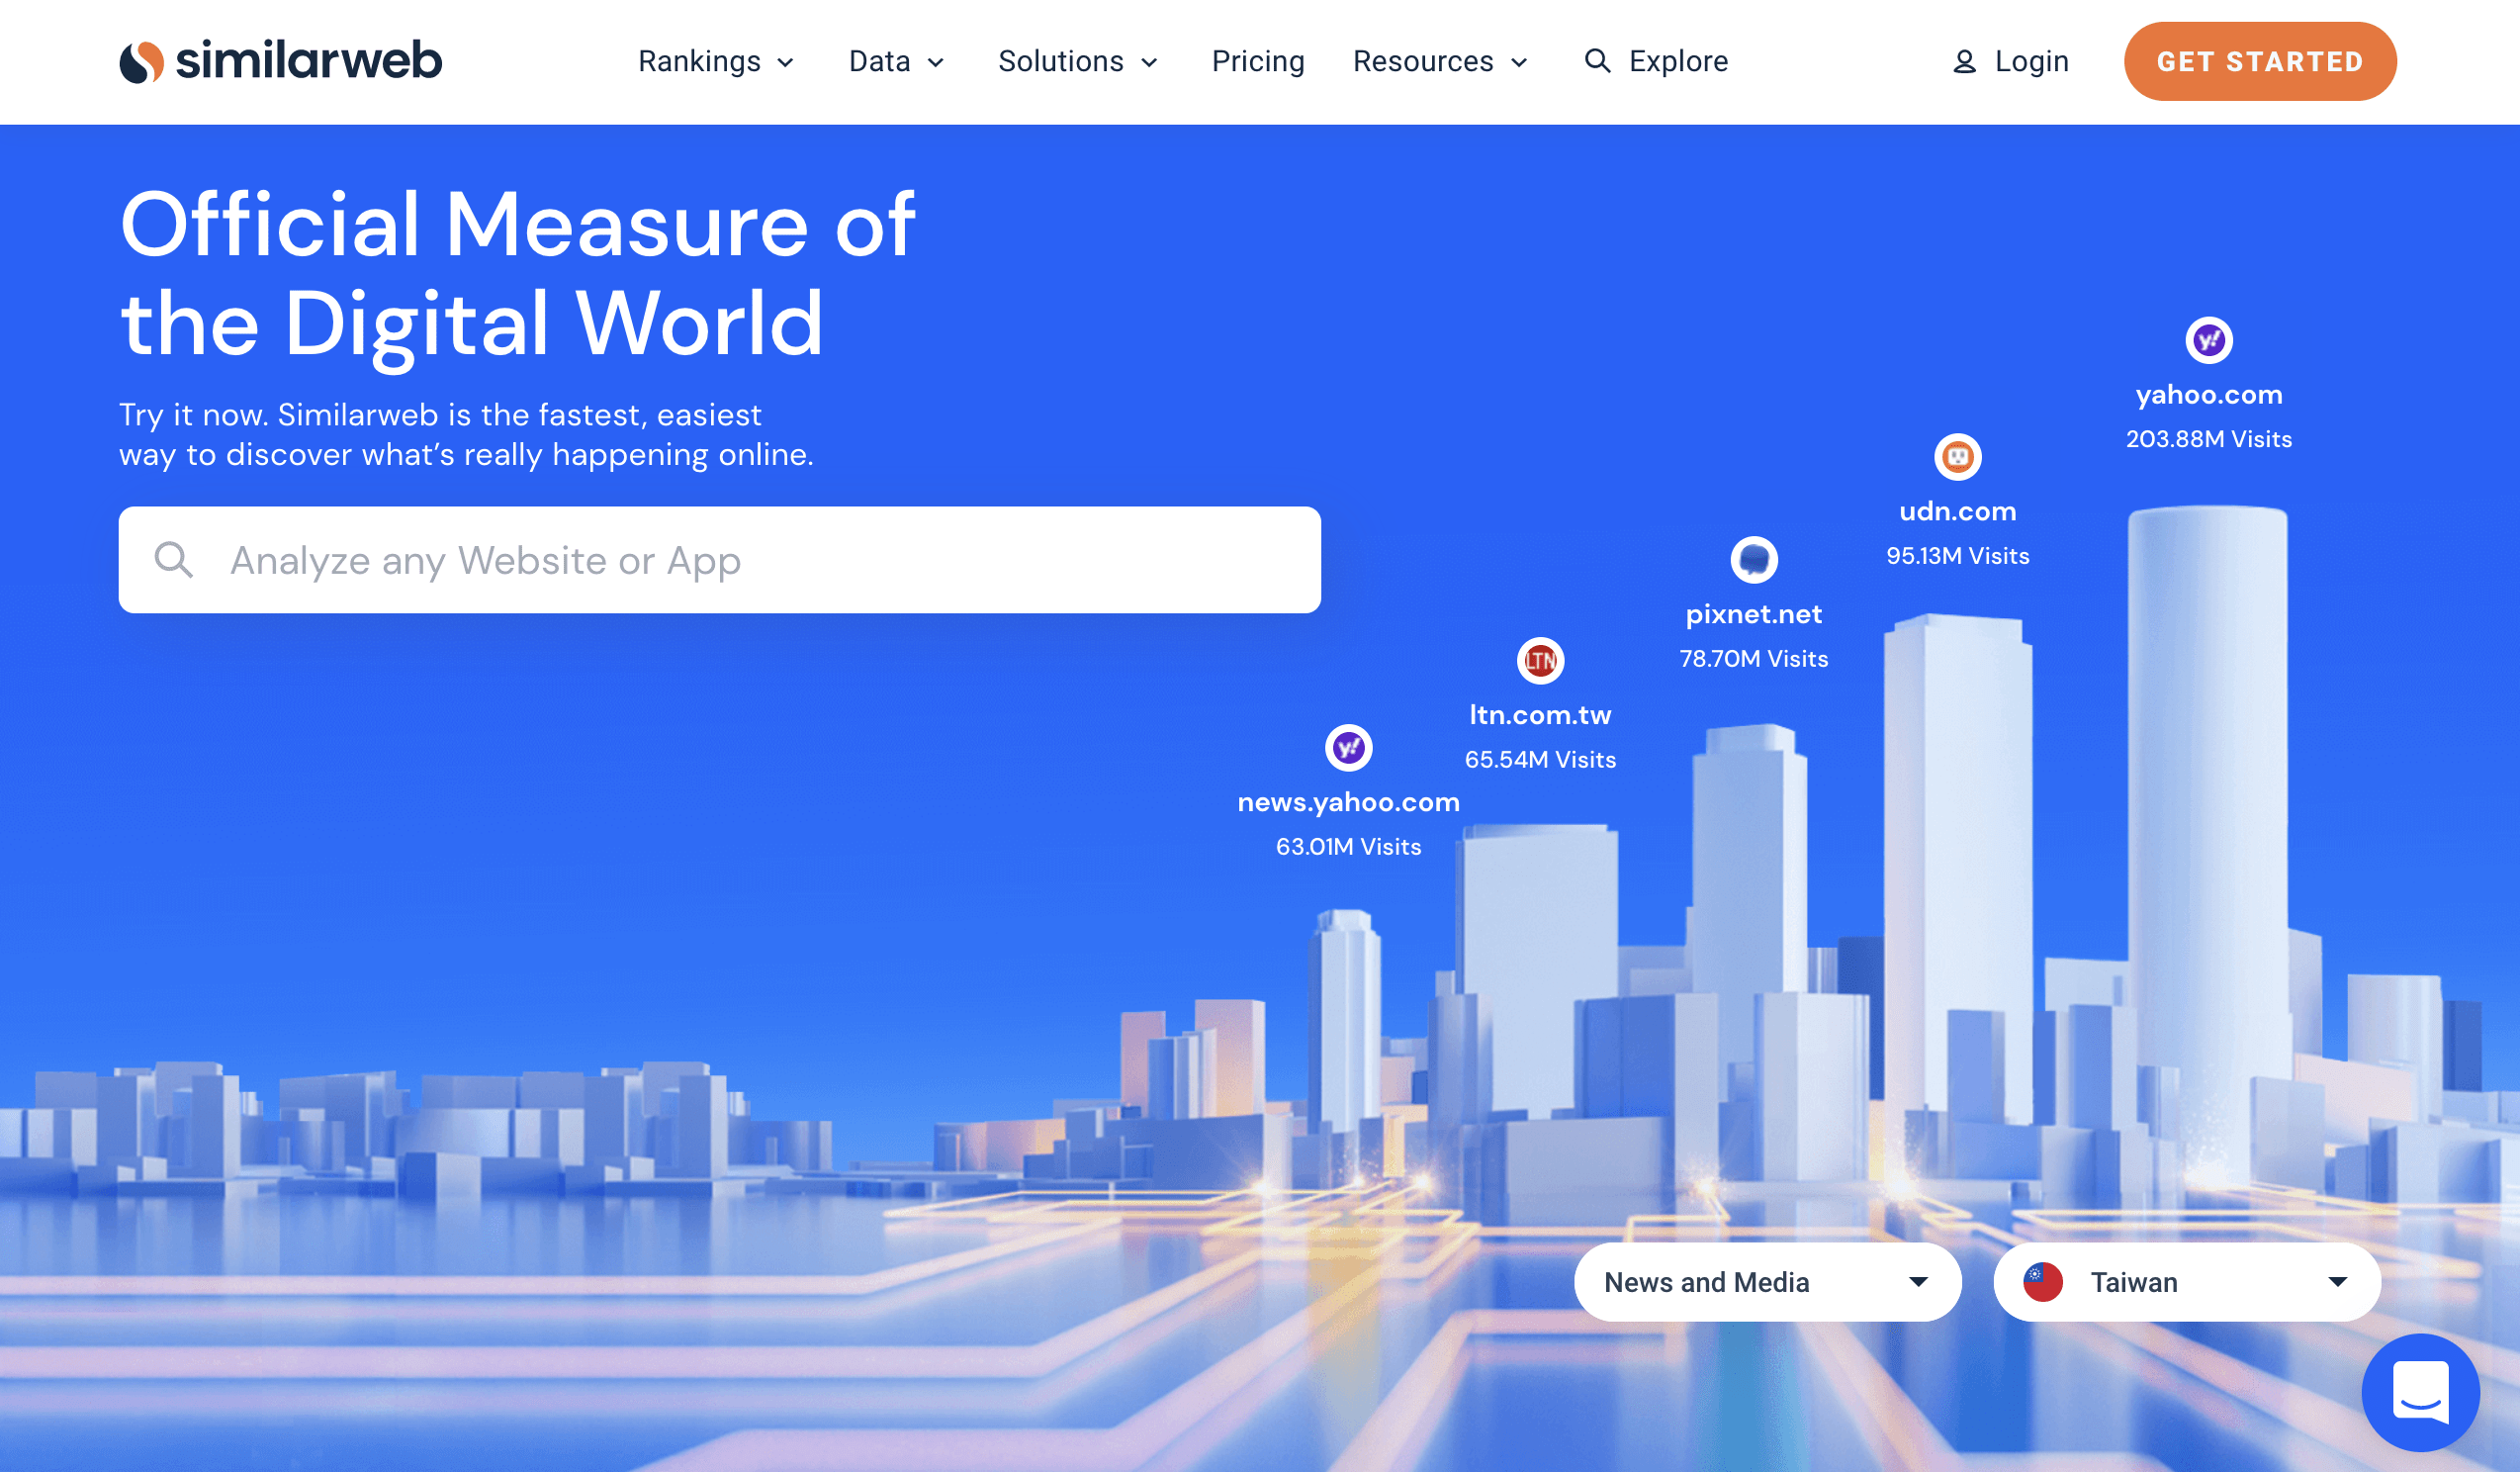 similarweb
Rankings
Data
Solutions
Pricing
Resources
Explore
Login
GET STARTED
Official Measure of
the Digital World
Try it now. Similarweb is the fastest, easiest
way to discover what’s really happening online.
Analyze any Website or App
news.yahoo.com
63.01M Visits
LTN
ltn.com.tw
65.54M Visits
pixnet.net
78.70M Visits
udn.com
95.13M Visits
y!
yahoo.com
203.88M Visits
y!
News and Media
Taiwan